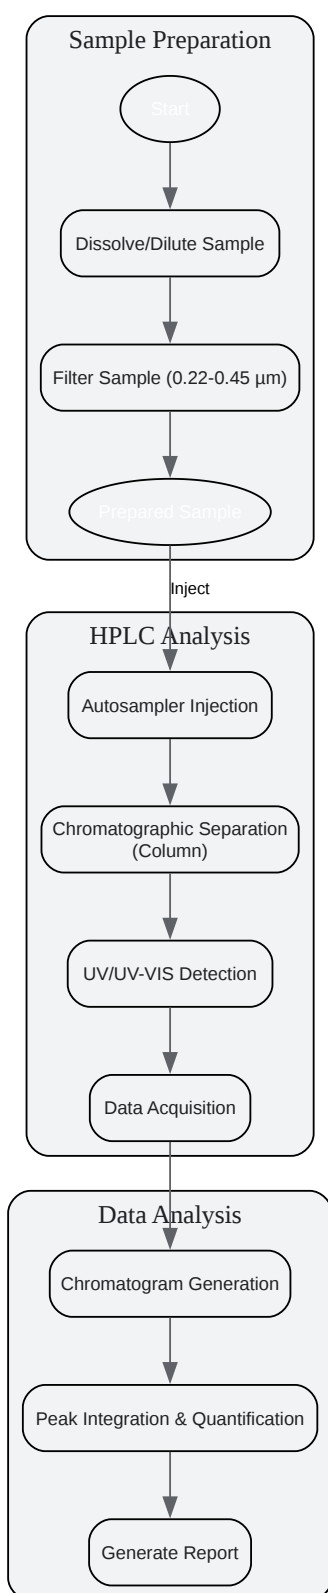 Sample Preparation
Start
Dissolve/Dilute Sample
Filter Sample (0.22-0.45 µm)
Prepared Sample
Inject
HPLC Analysis
Autosampler Injection
Chromatographic Separation
(Column)
UV/UV-VIS Detection
Data Acquisition
Data Analysis
Chromatogram Generation
Peak Integration & Quantification
Generate Report